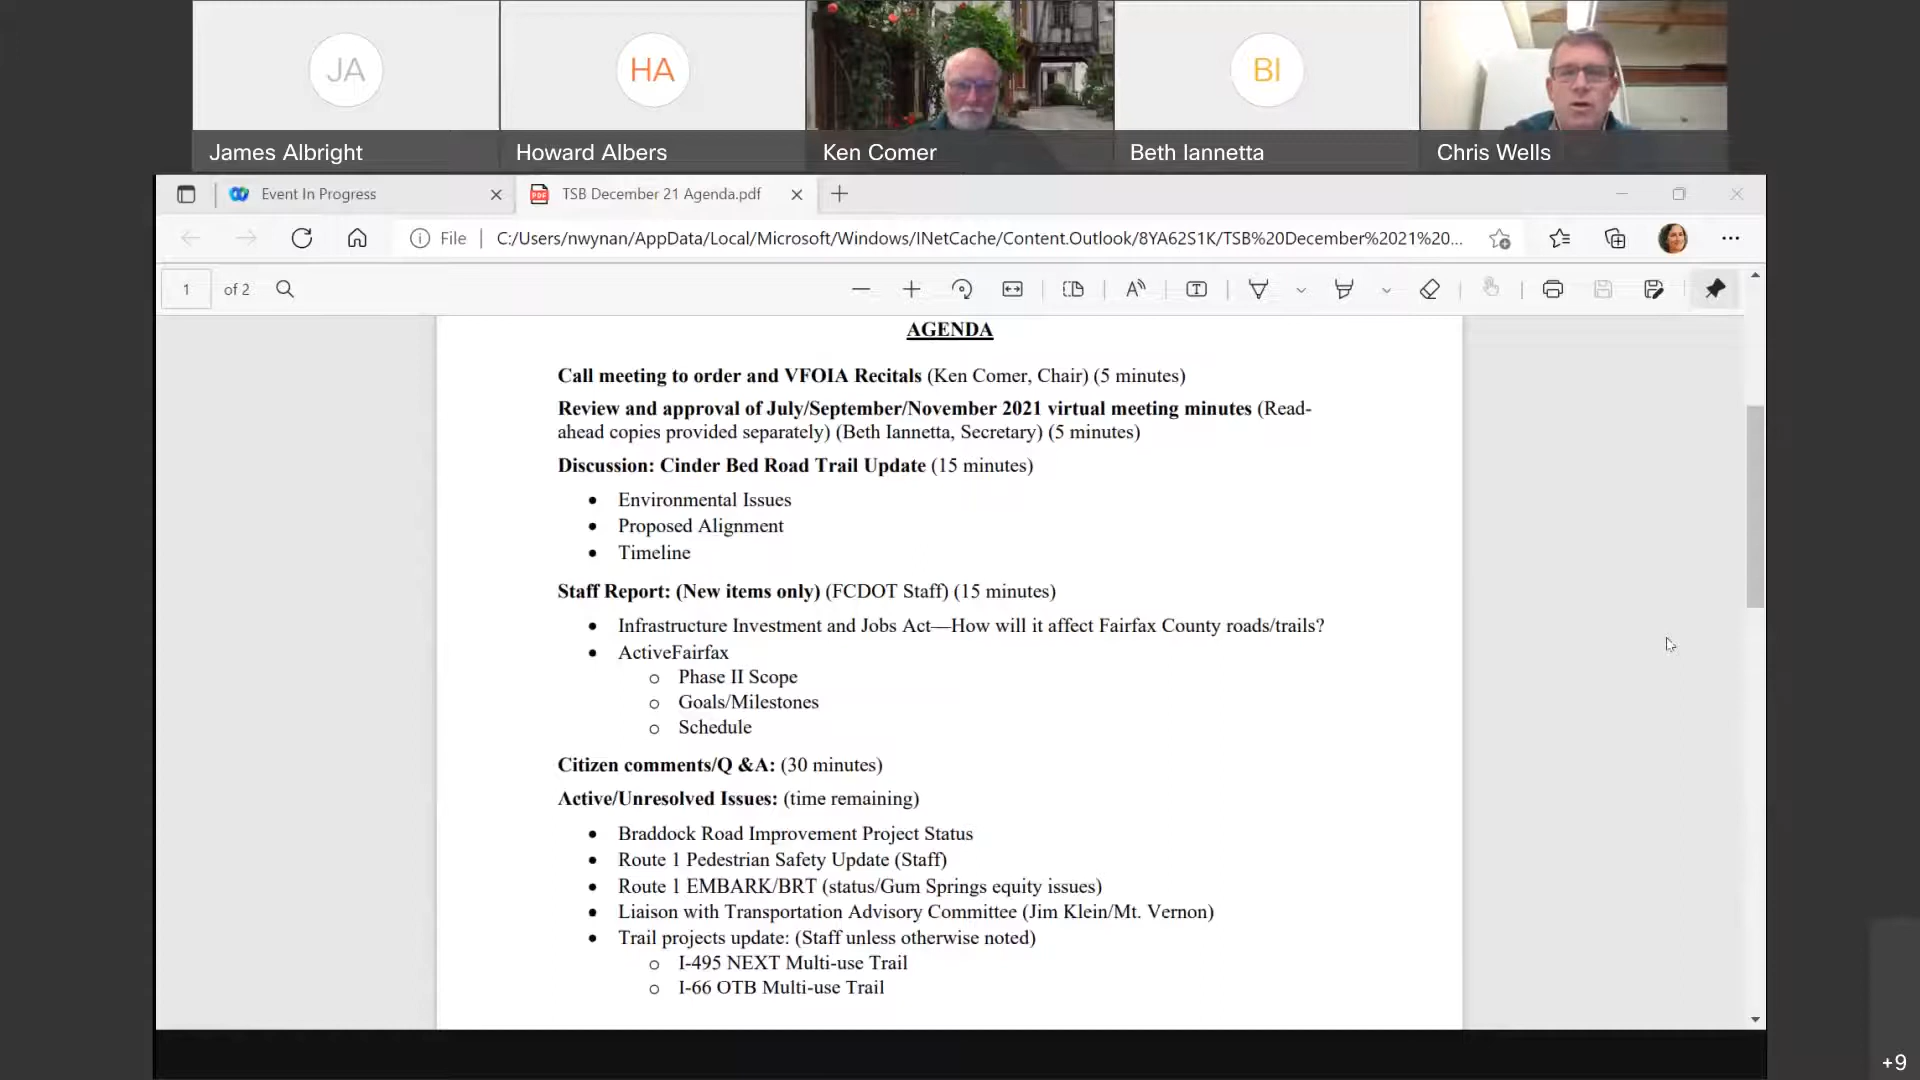 JA
HA
BI
James Albright
Howard Albers
Ken Comer
Beth Iannetta
Chris Wells
Event In Progress
TSB December 21 Agenda.pdf
File
C:/Users/nwynan/AppData/Local/Microsoft/Windows/INetCache/Content.Outlook/8YA62S1K/TSB%20December%2021%20...
1 of 2
AGENDA
Call meeting to order and VFOIA Recitals (Ken Comer, Chair) (5 minutes)
Review and approval of July/September/November 2021 virtual meeting minutes (Read-
ahead copies provided separately) (Beth Iannetta, Secretary) (5 minutes)
Discussion: Cinder Bed Road Trail Update (15 minutes)
• Environmental Issues
• Proposed Alignment
• Timeline
Staff Report: (New items only) (FCDOT Staff) (15 minutes)
• Infrastructure Investment and Jobs Act—How will it affect Fairfax County roads/trails?
• ActiveFairfax
o Phase II Scope
o Goals/Milestones
o Schedule
Citizen comments/Q &A: (30 minutes)
Active/Unresolved Issues: (time remaining)
• Braddock Road Improvement Project Status
• Route 1 Pedestrian Safety Update (Staff)
• Route 1 EMBARK/BRT (status/Gum Springs equity issues)
• Liaison with Transportation Advisory Committee (Jim Klein/Mt. Vernon)
• Trail projects update: (Staff unless otherwise noted)
o I-495 NEXT Multi-use Trail
o I-66 OTB Multi-use Trail
+9